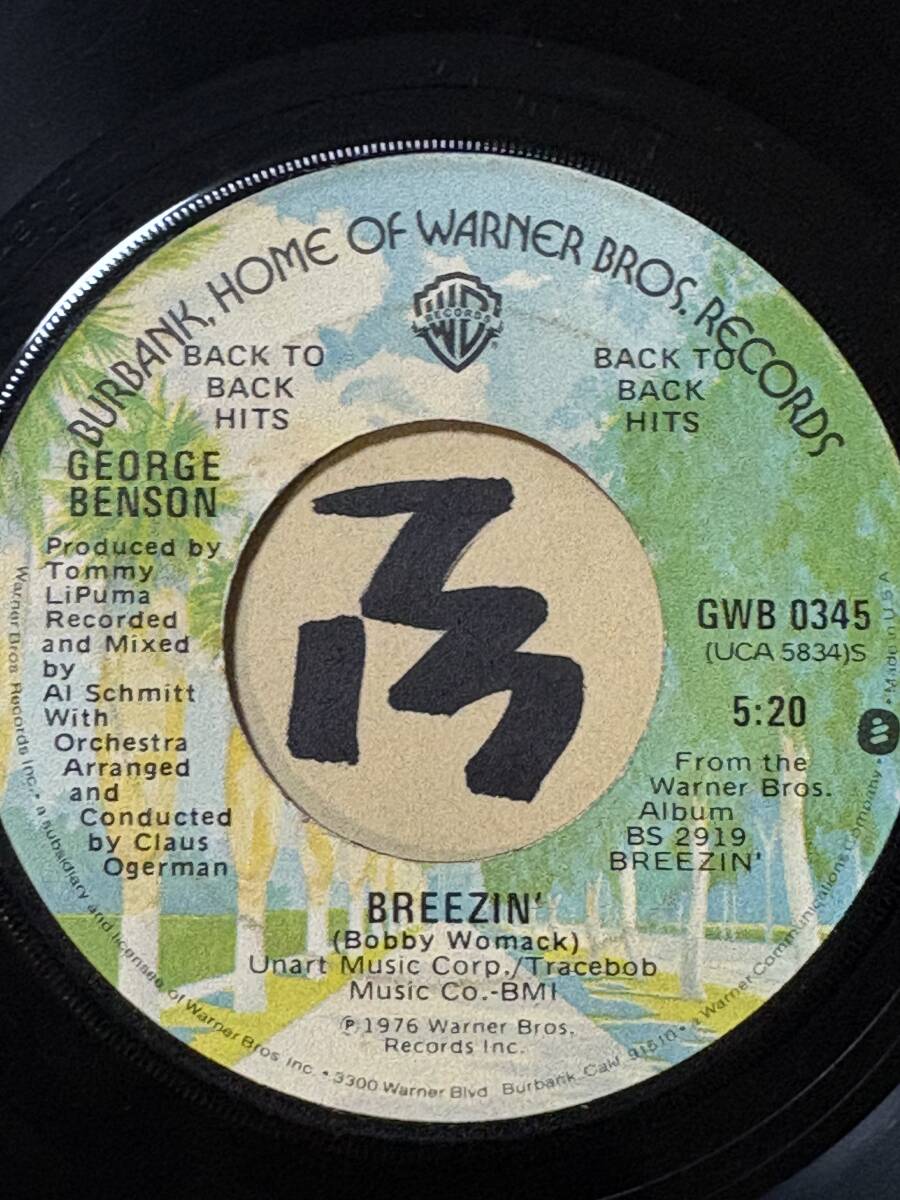 BURBANK, HOME OF WARNER BROS. RECORDS
WB
RECORDS
BACK TO
BACK
HITS
BACK TO
BACK
HITS
GEORGE
BENSON
Produced by
Tommy
LiPuma
Recorded
and Mixed
by
Al Schmitt
With
Orchestra
Arranged
and
Conducted
by Claus
Ogerman
GWB 0345
(UCA 5834)S
5:20
From the
Warner Bros.
Album
BS 2919
BREEZIN'
BREEZIN'
(Bobby Womack)
Unart Music Corp./Tracebob
Music Co.-BMI
℗ 1976 Warner Bros.
Records Inc.
Warner Bros. Records Inc. • a subsidiary and licensee of Warner Bros. Inc. • 3300 Warner Blvd. Burbank, Calif. 91510 • a Warner Communications Company • Made in U.S.A.